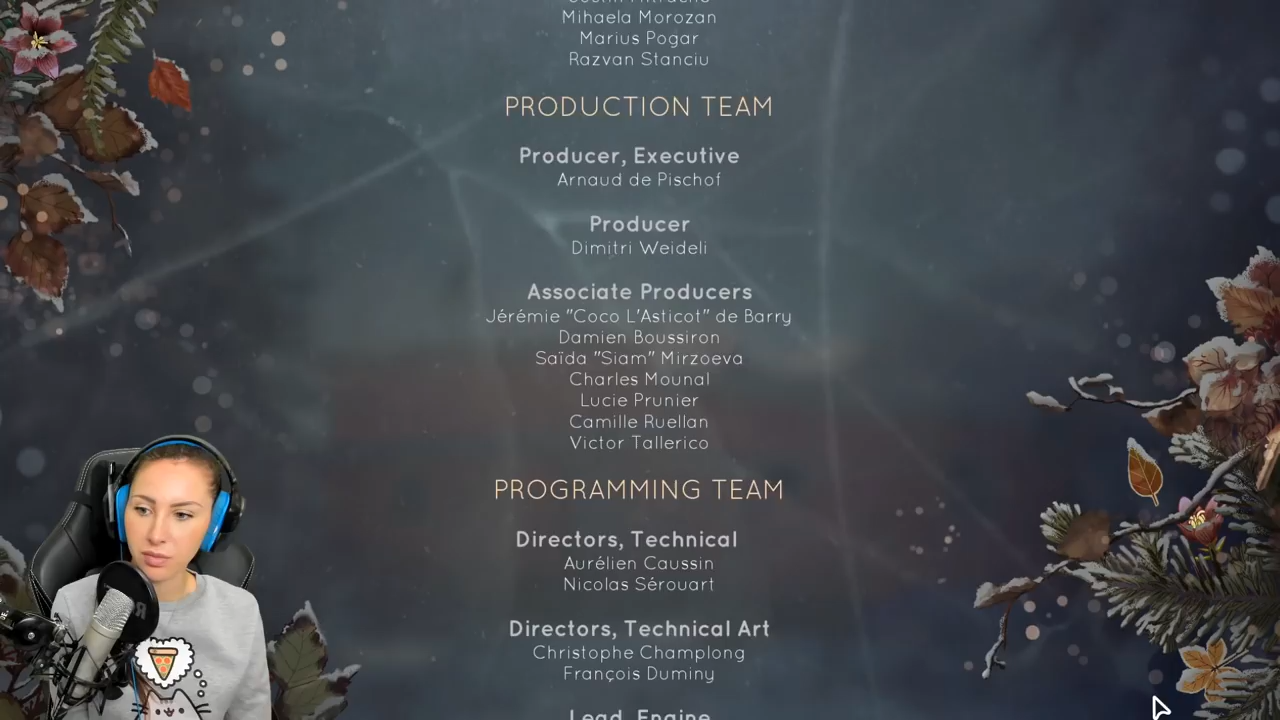 Mihaela Morozan
Marius Pogar
Razvan Stanciu
PRODUCTION TEAM
Producer, Executive
Arnaud de Pischof
Producer
Dimitri Weideli
Associate Producers
Jérémie "Coco L'Asticot" de Barry
Damien Boussiron
Saïda "Siam" Mirzoeva
Charles Mounal
Lucie Prunier
Camille Ruellan
Victor Tallerico
PROGRAMMING TEAM
Directors, Technical
Aurélien Caussin
Nicolas Sérouart
Directors, Technical Art
Christophe Champlong
François Duminy
Lead, Engine